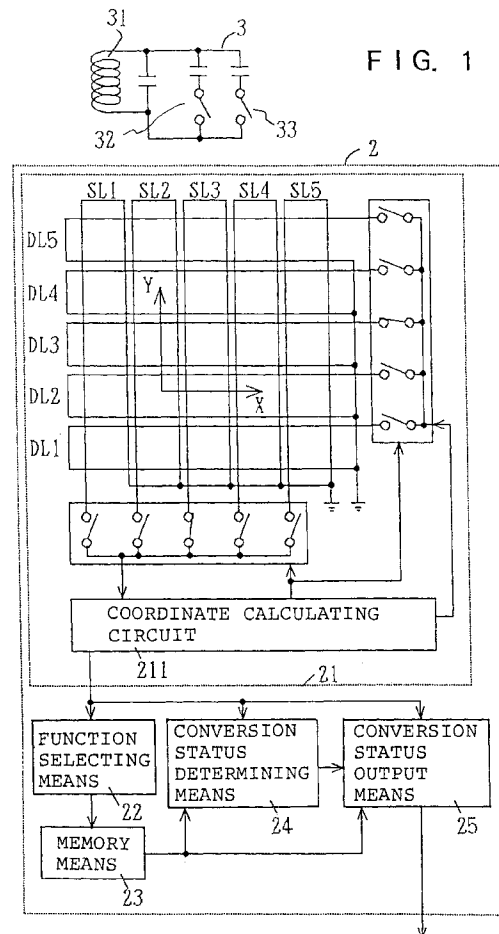 31
3
FIG. 1
32
33
2
SL1 SL2 SL3 SL4 SL5
DL5
DL4
Y
DL3
DL2
X
DL1
COORDINATE CALCULATING
CIRCUIT
211
21
FUNCTION
SELECTING
MEANS
22
CONVERSION
STATUS
DETERMINING
MEANS
24
CONVERSION
STATUS
OUTPUT
MEANS
25
MEMORY
MEANS
23